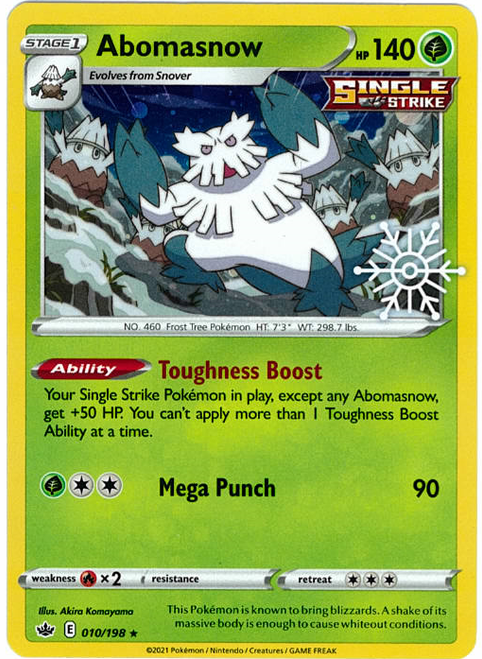 STAGE 1
Abomasnow
HP 140
Evolves from Snover
SINGLE
STRIKE
NO. 460 Frost Tree Pokémon HT: 7'3" WT: 298.7 lbs.
Ability Toughness Boost
Your Single Strike Pokémon in play, except any Abomasnow,
get +50 HP. You can't apply more than 1 Toughness Boost
Ability at a time.
Mega Punch 90
weakness ×2 resistance retreat
Illus. Akira Komayama
This Pokémon is known to bring blizzards. A shake of its
massive body is enough to cause whiteout conditions.
E 010/198 ★
©2021 Pokémon / Nintendo / Creatures / GAME FREAK